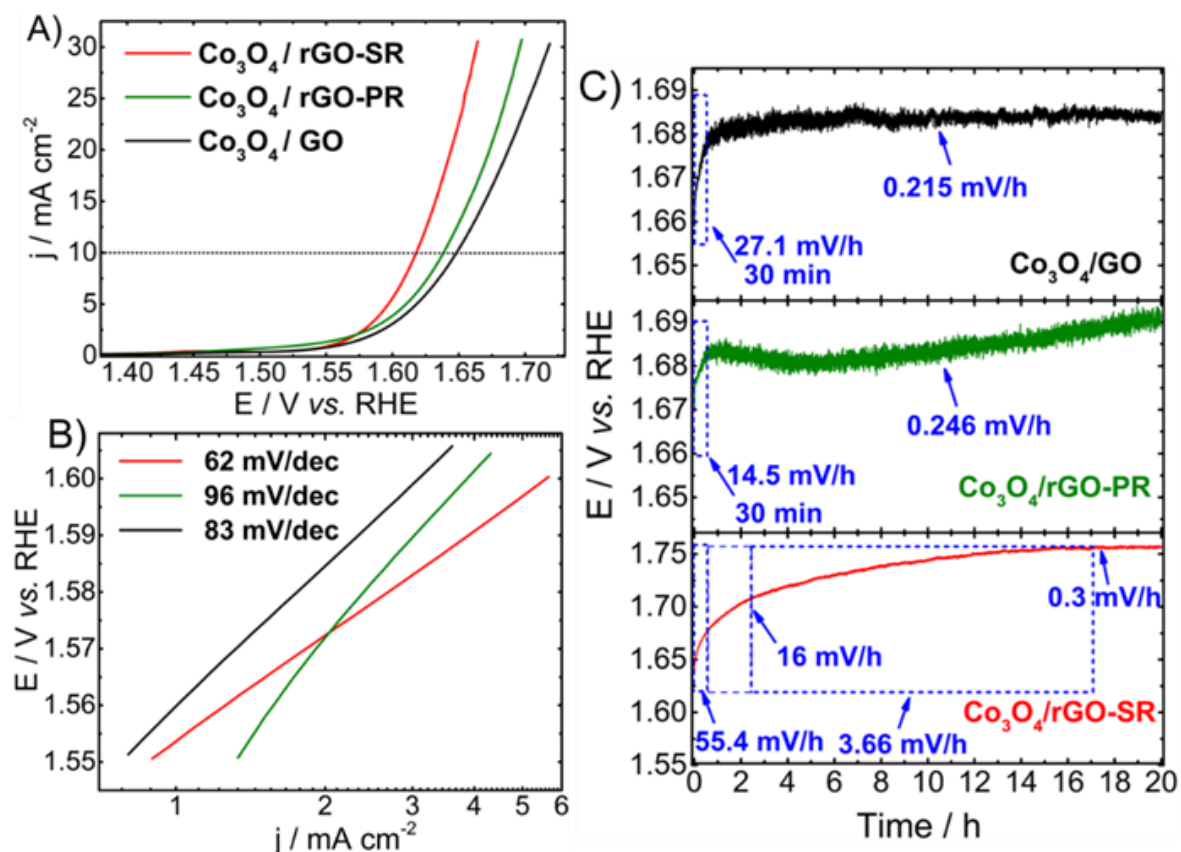 A)
30
25
20
15
10
5
0
j / mA cm⁻²
Co₃O₄ / rGO-SR
Co₃O₄ / rGO-PR
Co₃O₄ / GO
1.40 1.45 1.50 1.55 1.60 1.65 1.70
E / V vs. RHE
B)
1.60
1.59
1.58
1.57
1.56
1.55
E / V vs. RHE
62 mV/dec
96 mV/dec
83 mV/dec
1 2 3 4 5 6
j / mA cm⁻²
C)
E / V vs. RHE
1.69
1.68
1.67
1.66
1.65
0.215 mV/h
27.1 mV/h
30 min
Co₃O₄/GO
1.69
1.68
1.67
1.66
1.65
0.246 mV/h
14.5 mV/h
30 min
Co₃O₄/rGO-PR
1.75
1.70
1.65
1.60
1.55
0.3 mV/h
16 mV/h
Co₃O₄/rGO-SR
55.4 mV/h
3.66 mV/h
0 2 4 6 8 10 12 14 16 18 20
Time / h